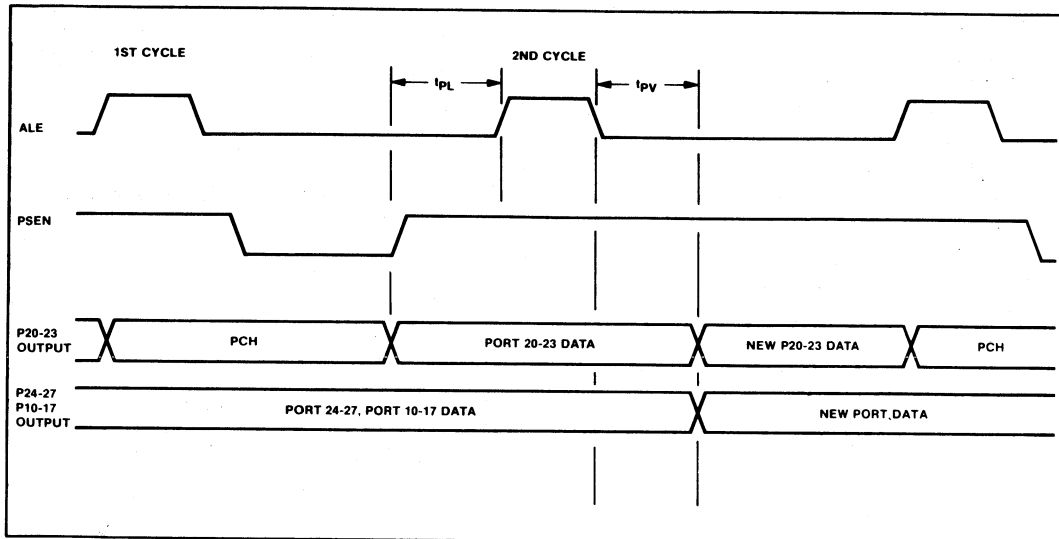 1ST CYCLE
2ND CYCLE
tPL
tPV
ALE
PSEN
P20-23
OUTPUT
PCH
PORT 20-23 DATA
NEW P20-23 DATA
PCH
P24-27
P10-17
OUTPUT
PORT 24-27, PORT 10-17 DATA
NEW PORT DATA